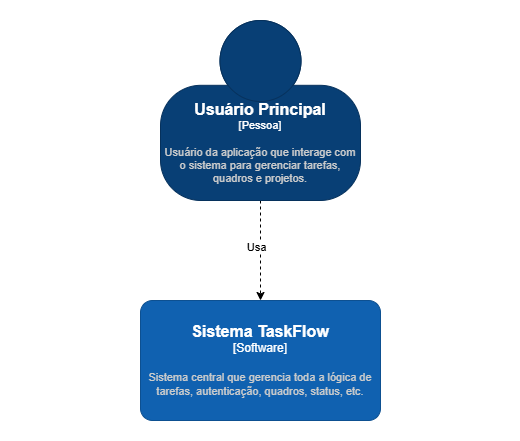 Usuário Principal
[Pessoa]
Usuário da aplicação que interage com
o sistema para gerenciar tarefas,
quadros e projetos.
Usa
Sistema TaskFlow
[Software]
Sistema central que gerencia toda a lógica de
tarefas, autenticação, quadros, status, etc.